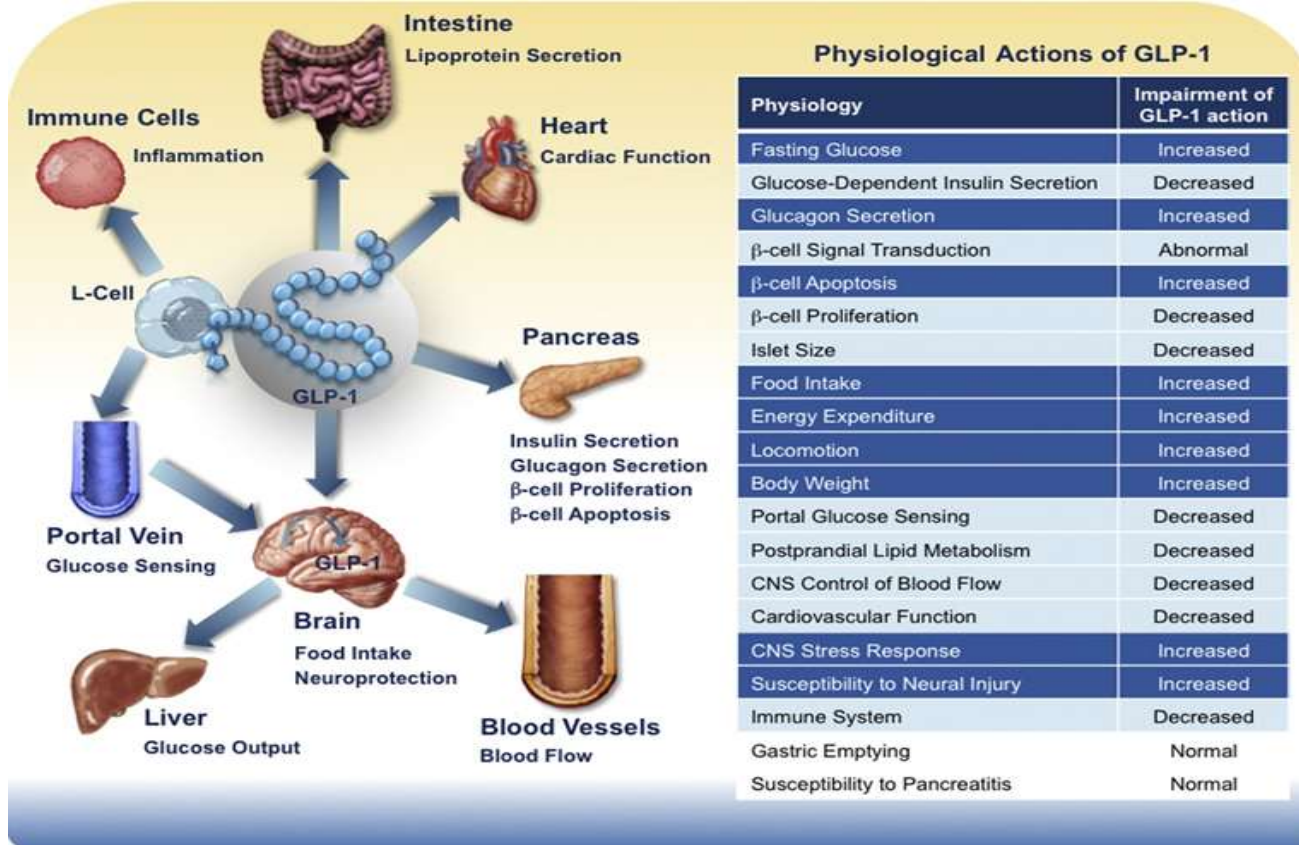 Intestine
Lipoprotein Secretion
Immune Cells
Inflammation
Heart
Cardiac Function
L-Cell
GLP-1
Pancreas
Insulin Secretion
Glucagon Secretion
β-cell Proliferation
β-cell Apoptosis
Portal Vein
Glucose Sensing
GLP-1
Brain
Food Intake
Neuroprotection
Liver
Glucose Output
Blood Vessels
Blood Flow
Physiological Actions of GLP-1
Physiology Impairment of GLP-1 action
Fasting Glucose Increased
Glucose-Dependent Insulin Secretion Decreased
Glucagon Secretion Increased
β-cell Signal Transduction Abnormal
β-cell Apoptosis Increased
β-cell Proliferation Decreased
Islet Size Decreased
Food Intake Increased
Energy Expenditure Increased
Locomotion Increased
Body Weight Increased
Portal Glucose Sensing Decreased
Postprandial Lipid Metabolism Decreased
CNS Control of Blood Flow Decreased
Cardiovascular Function Decreased
CNS Stress Response Increased
Susceptibility to Neural Injury Increased
Immune System Decreased
Gastric Emptying Normal
Susceptibility to Pancreatitis Normal